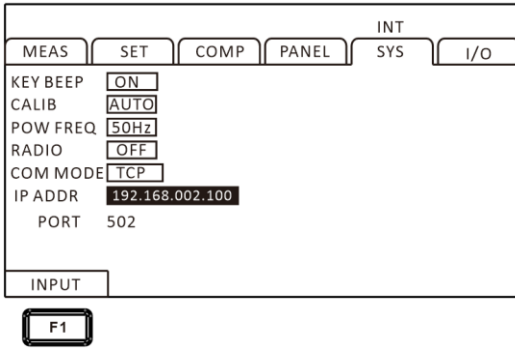 INT
MEAS SET COMP PANEL SYS I/O
KEY BEEP ON
CALIB AUTO
POW FREQ 50Hz
RADIO OFF
COM MODE TCP
IP ADDR 192.168.002.100
PORT 502
INPUT
F1